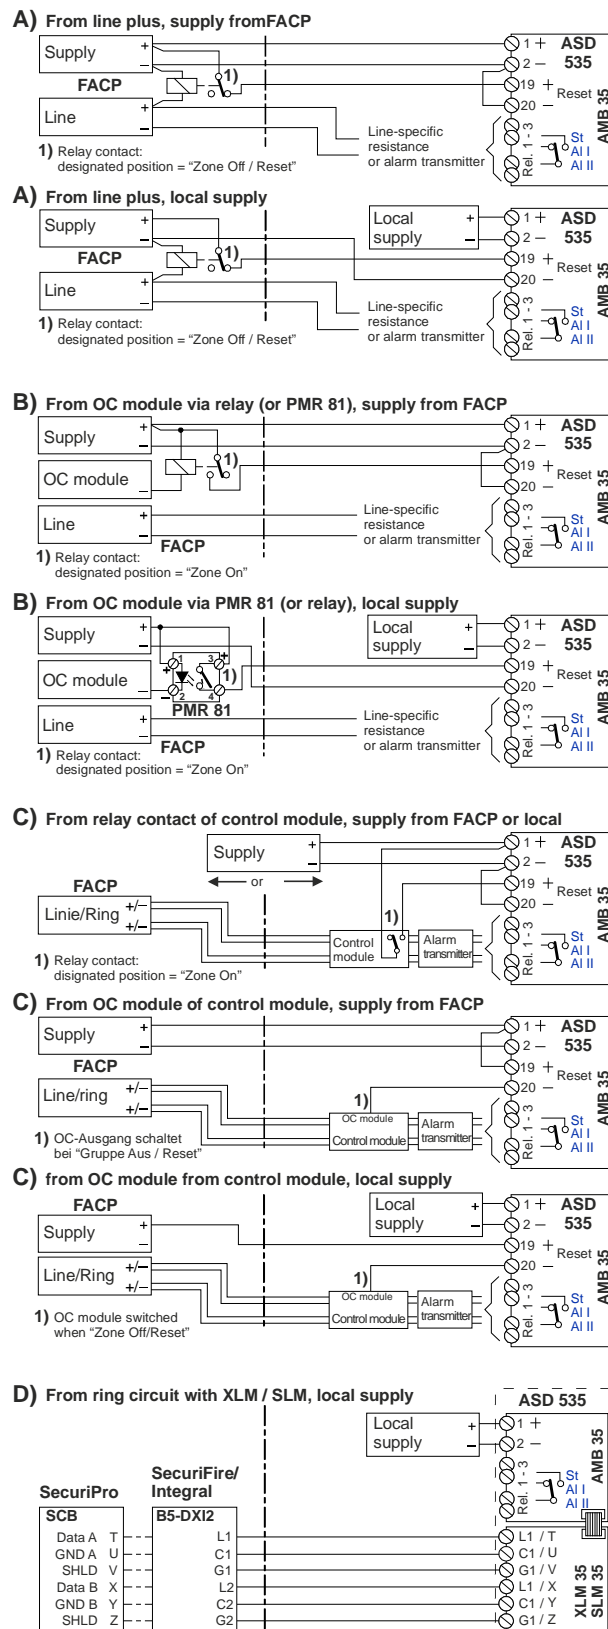 A) From line plus, supply fromFACP
Supply + –
FACP
1)
Line + –
1) Relay contact:
designated position = “Zone Off / Reset”
Line-specific
resistance
or alarm transmitter
1 + ASD
2 – 535
19 + Reset
20 –
Rel. 1 - 3
St
Al I
Al II
AMB 35
A) From line plus, local supply
Supply + –
FACP
1)
Line + –
1) Relay contact:
designated position = “Zone Off / Reset”
Local
supply + –
Line-specific
resistance
or alarm transmitter
1 + ASD
2 – 535
19 + Reset
20 –
Rel. 1 - 3
St
Al I
Al II
AMB 35
B) From OC module via relay (or PMR 81), supply from FACP
Supply + –
OC module –
1)
Line + –
FACP
1) Relay contact:
designated position = “Zone On”
Line-specific
resistance
or alarm transmitter
1 + ASD
2 – 535
19 + Reset
20 –
Rel. 1 - 3
St
Al I
Al II
AMB 35
B) From OC module via PMR 81 (or relay), local supply
Supply + –
OC module –
+ 1 3 +
– 2 4
1)
PMR 81
Line + –
FACP
1) Relay contact:
designated position = “Zone On”
Local
supply + –
Line-specific
resistance
or alarm transmitter
1 + ASD
2 – 535
19 + Reset
20 –
Rel. 1 - 3
St
Al I
Al II
AMB 35
C) From relay contact of control module, supply from FACP or local
Supply + –
or
FACP
Linie/Ring +/– +/–
1) Relay contact:
disignated position = “Zone On”
1)
Control
module
Alarm
transmitter
1 + ASD
2 – 535
19 + Reset
20 –
Rel. 1 - 3
St
Al I
Al II
AMB 35
C) From OC module of control module, supply from FACP
Supply + –
FACP
Line/ring +/– +/–
1) OC-Ausgang schaltet
bei “Gruppe Aus / Reset”
1)
OC module
Control module
Alarm
transmitter
1 + ASD
2 – 535
19 + Reset
20 –
Rel. 1 - 3
St
Al I
Al II
AMB 35
C) from OC module from control module, local supply
FACP
Supply + –
Line/Ring +/– +/–
1) OC module switched
when “Zone Off/Reset”
Local
supply + –
1)
OC module
Control module
Alarm
transmitter
1 + ASD
2 – 535
19 + Reset
20 –
Rel. 1 - 3
St
Al I
Al II
AMB 35
D) From ring circuit with XLM / SLM, local supply
ASD 535
Local
supply + –
1 +
2 –
Rel. 1 - 3
St
Al I
Al II
AMB 35
SecuriPro
SCB
SecuriFire/
Integral
B5-DXI2
Data A T L1 L1 / T
GND A U C1 C1 / U
SHLD V G1 G1 / V
Data B X L2 L1 / X
GND B Y C2 C1 / Y
SHLD Z G2 G1 / Z
XLM 35
SLM 35